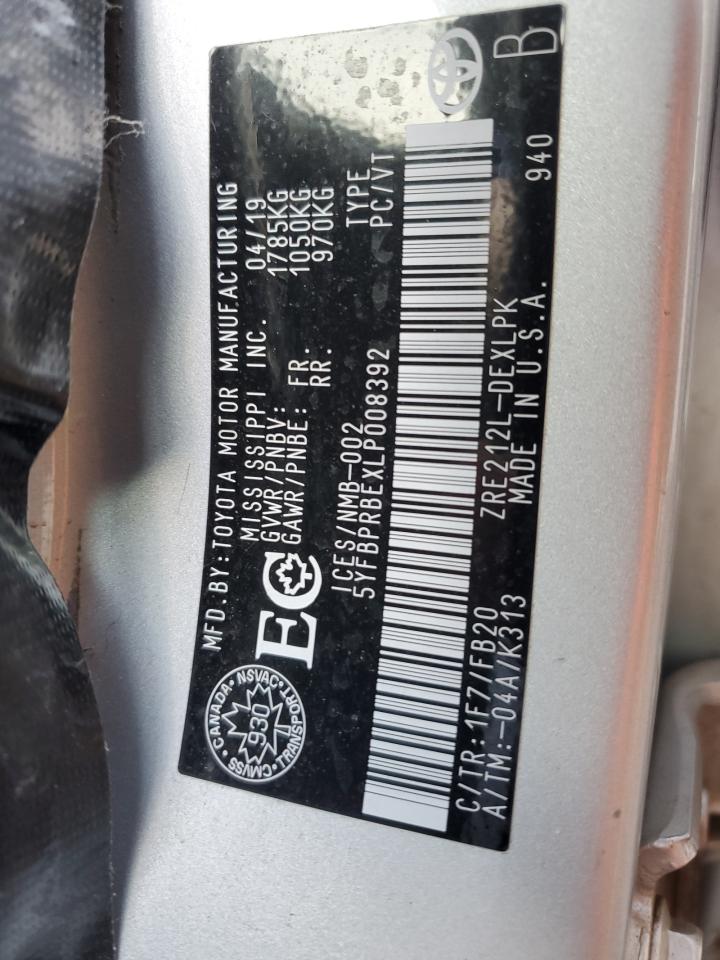 MFD.BY:TOYOTA MOTOR MANUFACTURING
MISSISSIPPI INC. 04/19
GVWR/PNBV: 1785KG
GAWR/PNBE: FR. 1050KG
RR. 970KG
CANADA • NSVAC • TRANSPORT • CMVSS •
930
EC
ICES/NMB-002 TYPE
5YFBPRBEXLP008392 PC/VT
C/TR:1F7/FB20 ZRE212L-DEXLPK
A/TM:-04A/K313 MADE IN U.S.A. 940 B